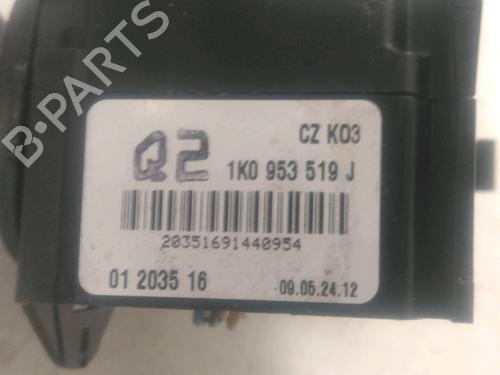 B-PARTS
CZ K03
Q2
1K0 953 519 J
20351691440954
01 2035 16
09.05.24.12